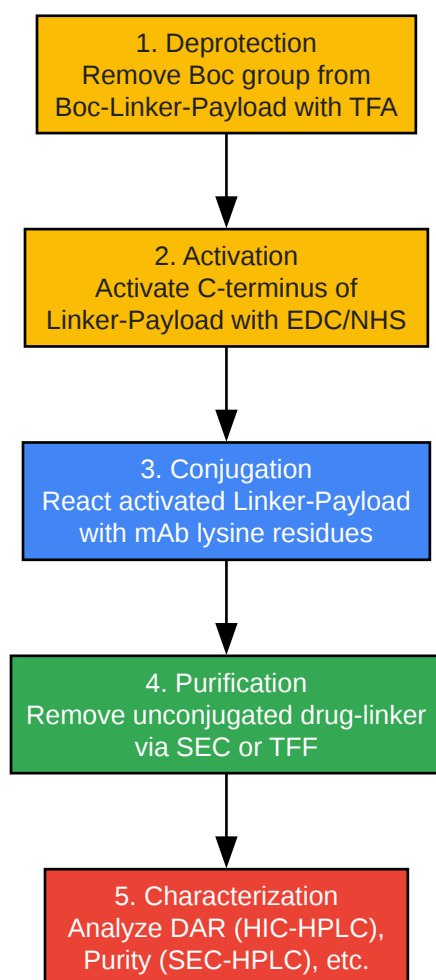 1. Deprotection
Remove Boc group from
Boc-Linker-Payload with TFA
2. Activation
Activate C-terminus of
Linker-Payload with EDC/NHS
3. Conjugation
React activated Linker-Payload
with mAb lysine residues
4. Purification
Remove unconjugated drug-linker
via SEC or TFF
5. Characterization
Analyze DAR (HIC-HPLC),
Purity (SEC-HPLC), etc.